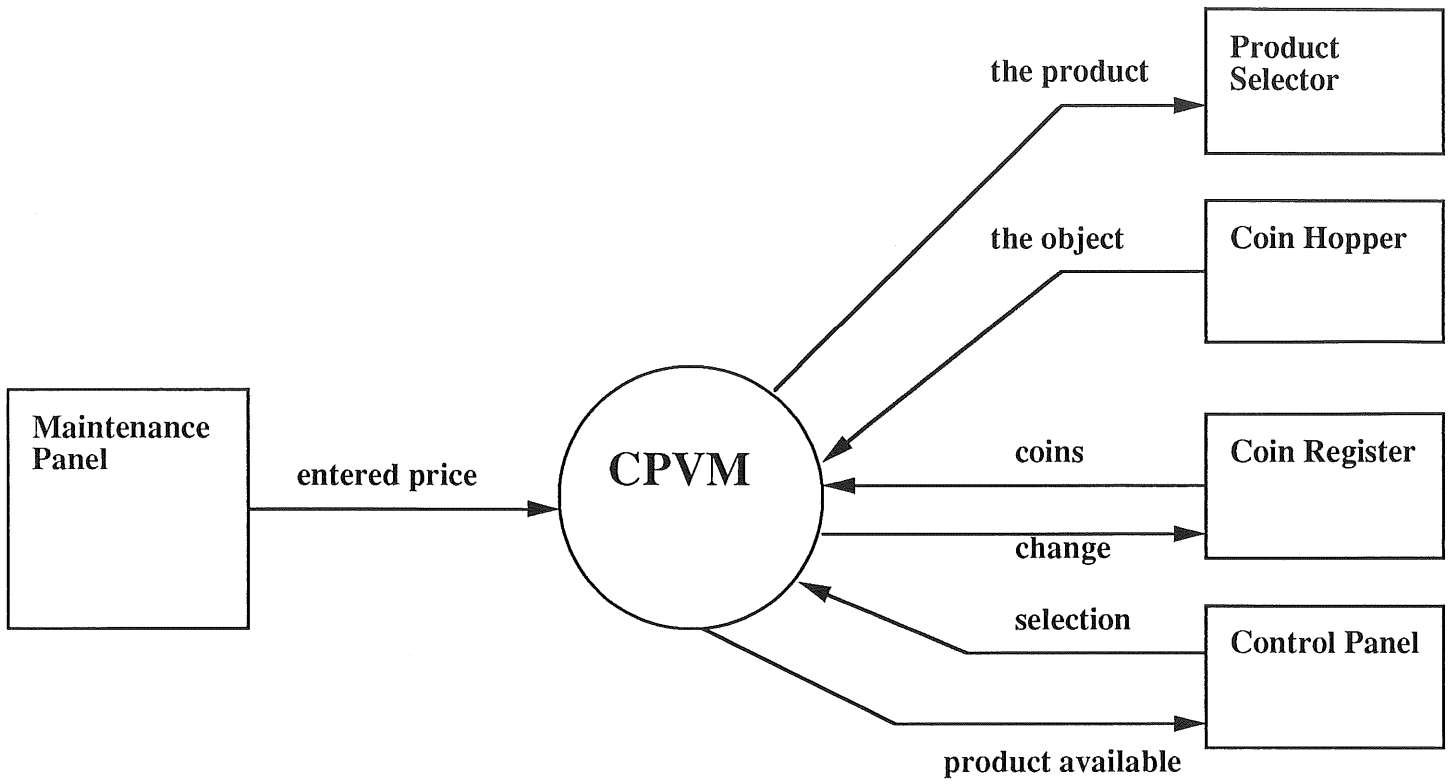 Product
Selector
the product
the object
Coin Hopper
Maintenance
Panel
entered price
CPVM
coins
Coin Register
change
selection
Control Panel
product available